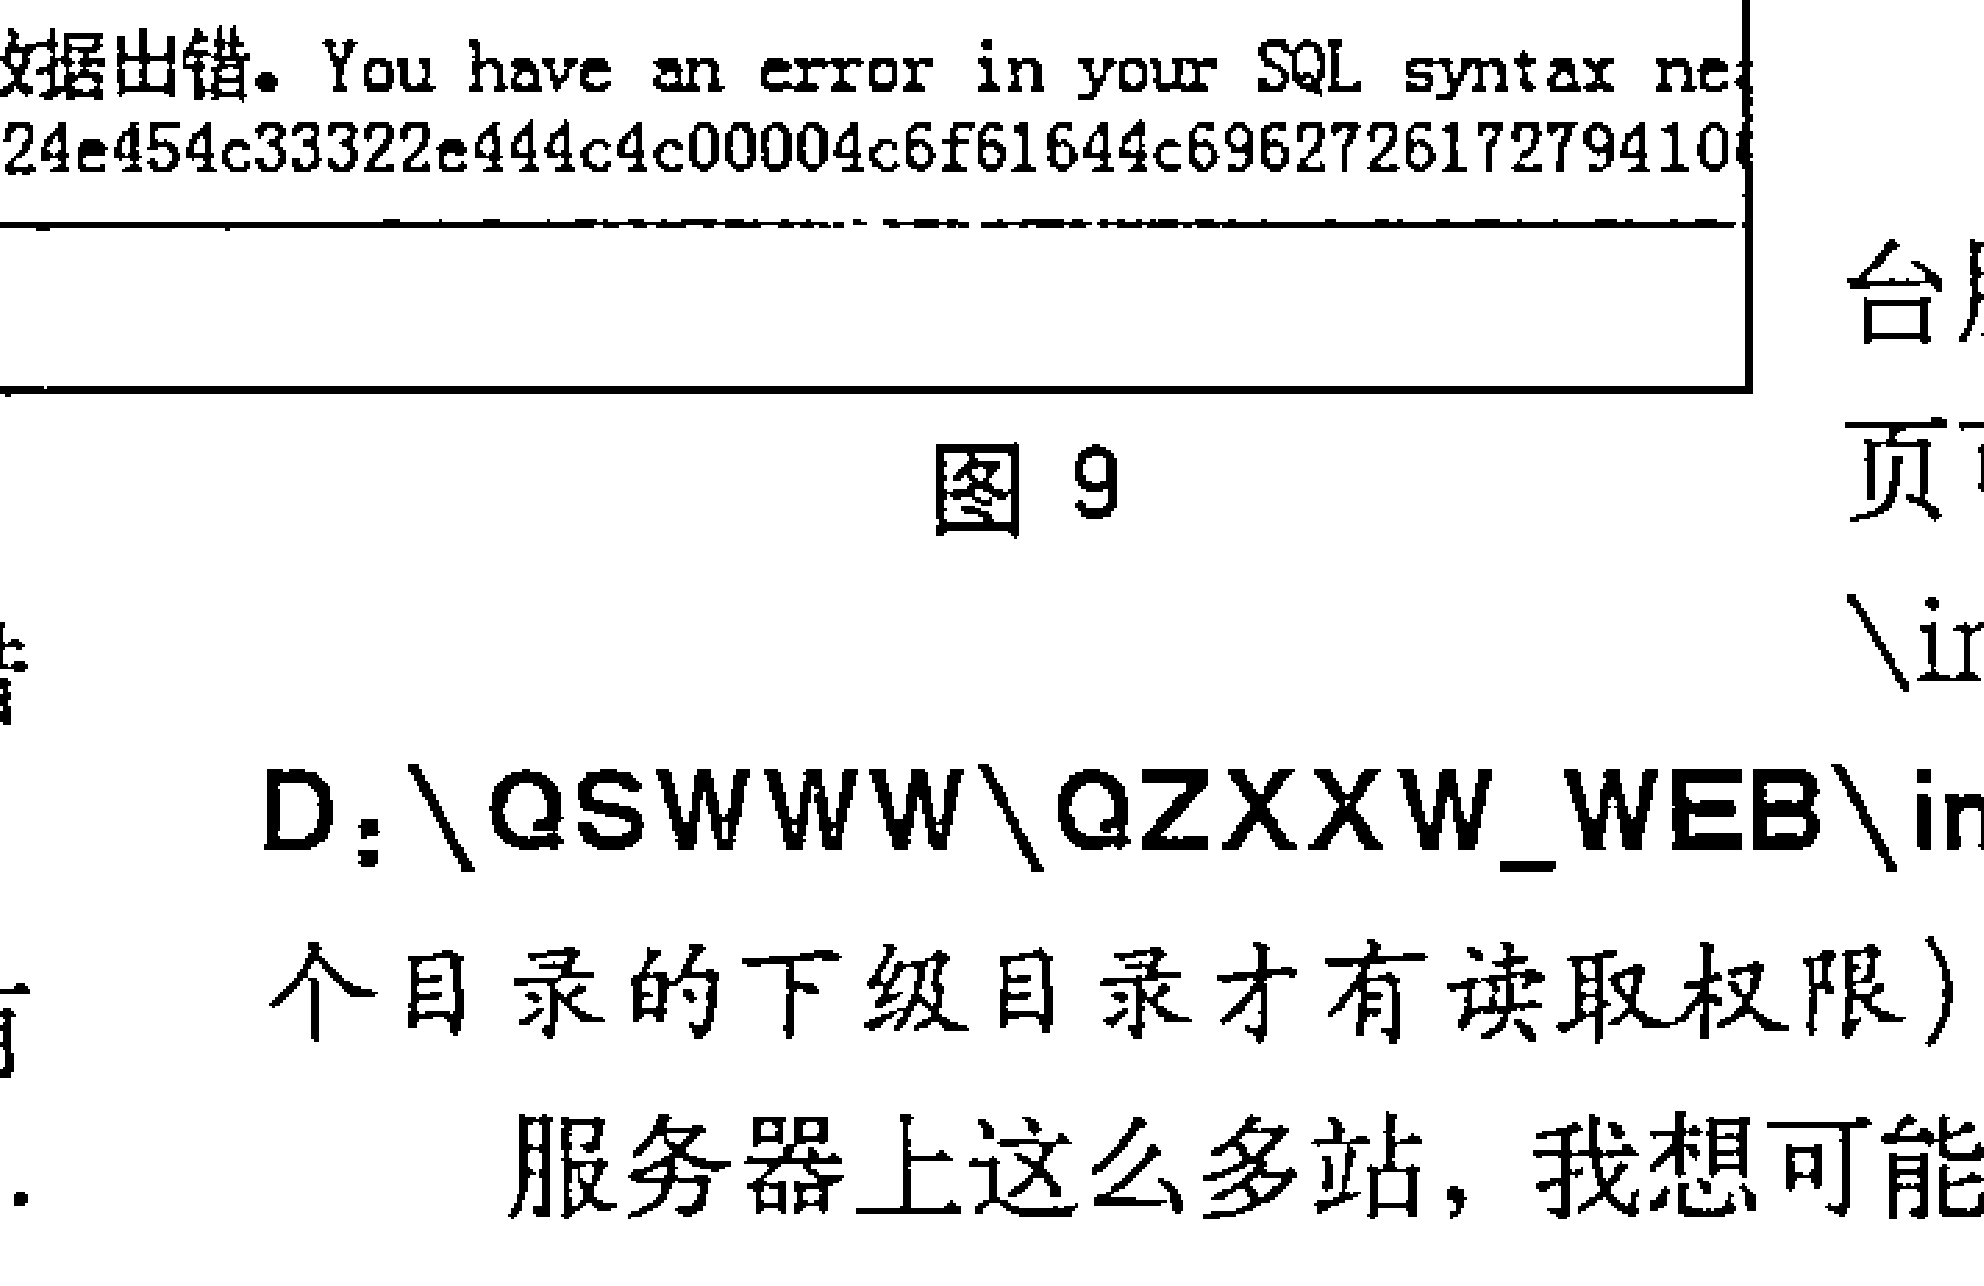 数据出错。You have an error in your SQL syntax
24e454c33322e444c4c00004c6f61644c696272617279410
图 9
台
页
\in
D:\QSWWW\QZXXW_WEB\in
个目录的下级目录才有读取权限)
服务器上这么多站，我想可能